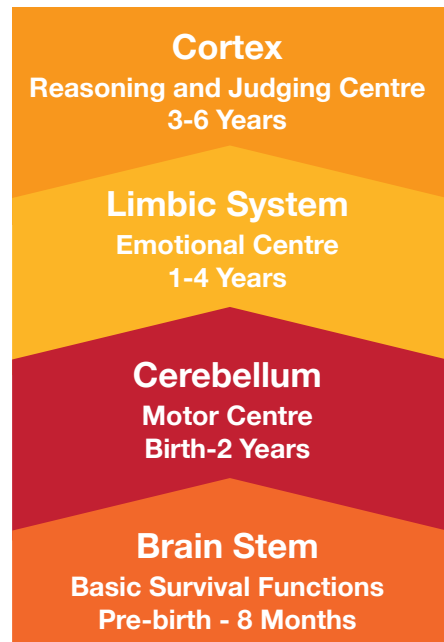 Cortex
Reasoning and Judging Centre
3-6 Years
Limbic System
Emotional Centre
1-4 Years
Cerebellum
Motor Centre
Birth-2 Years
Brain Stem
Basic Survival Functions
Pre-birth - 8 Months